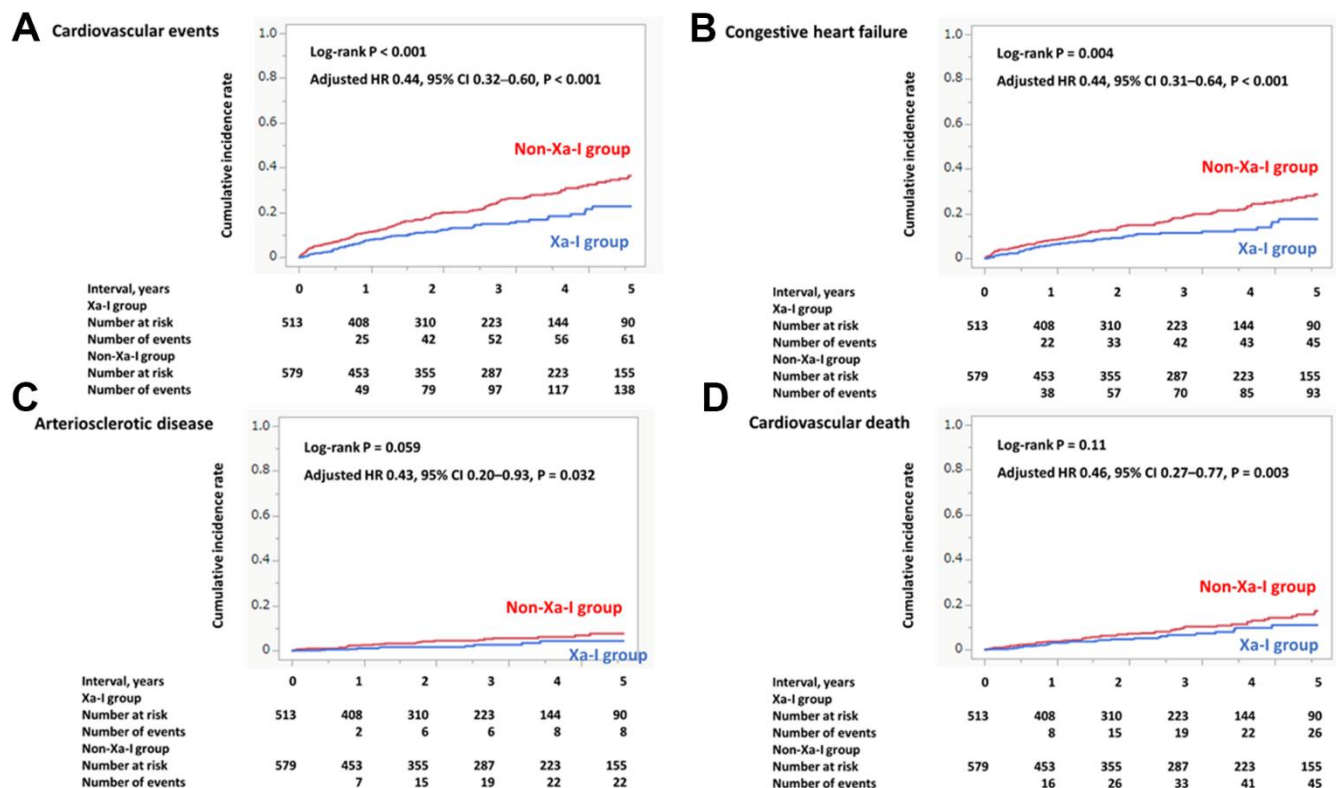 A Cardiovascular events
Cumulative incidence rate
1.0
0.8
0.6
0.4
0.2
0
Log-rank P < 0.001
Adjusted HR 0.44, 95% CI 0.32–0.60, P < 0.001
Non-Xa-I group
Xa-I group
Interval, years 0 1 2 3 4 5
Xa-I group
Number at risk 513 408 310 223 144 90
Number of events 25 42 52 56 61
Non-Xa-I group
Number at risk 579 453 355 287 223 155
Number of events 49 79 97 117 138
B Congestive heart failure
Cumulative incidence rate
1.0
0.8
0.6
0.4
0.2
0
Log-rank P = 0.004
Adjusted HR 0.44, 95% CI 0.31–0.64, P < 0.001
Non-Xa-I group
Xa-I group
Interval, years 0 1 2 3 4 5
Xa-I group
Number at risk 513 408 310 223 144 90
Number of events 22 33 42 43 45
Non-Xa-I group
Number at risk 579 453 355 287 223 155
Number of events 38 57 70 85 93
C Arteriosclerotic disease
Cumulative incidence rate
1.0
0.8
0.6
0.4
0.2
0
Log-rank P = 0.059
Adjusted HR 0.43, 95% CI 0.20–0.93, P = 0.032
Non-Xa-I group
Xa-I group
Interval, years 0 1 2 3 4 5
Xa-I group
Number at risk 513 408 310 223 144 90
Number of events 2 6 6 8 8
Non-Xa-I group
Number at risk 579 453 355 287 223 155
Number of events 7 15 19 22 22
D Cardiovascular death
Cumulative incidence rate
1.0
0.8
0.6
0.4
0.2
0
Log-rank P = 0.11
Adjusted HR 0.46, 95% CI 0.27–0.77, P = 0.003
Non-Xa-I group
Xa-I group
Interval, years 0 1 2 3 4 5
Xa-I group
Number at risk 513 408 310 223 144 90
Number of events 8 15 19 22 26
Non-Xa-I group
Number at risk 579 453 355 287 223 155
Number of events 16 26 33 41 45